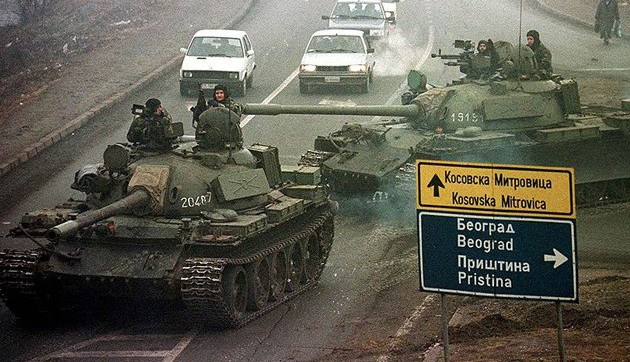 1915
20487
Косовска Митровица
Kosovska Mitrovica
Београд
Beograd
Приштина
Pristina